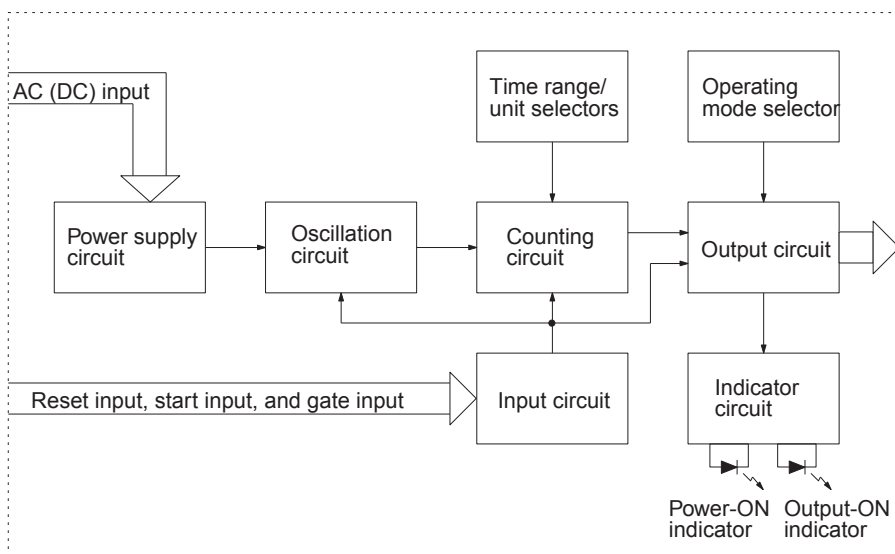 AC (DC) input
Time range/
unit selectors
Operating
mode selector
Power supply
circuit
Oscillation
circuit
Counting
circuit
Output circuit
Reset input, start input, and gate input
Input circuit
Indicator
circuit
Power-ON
indicator
Output-ON
indicator